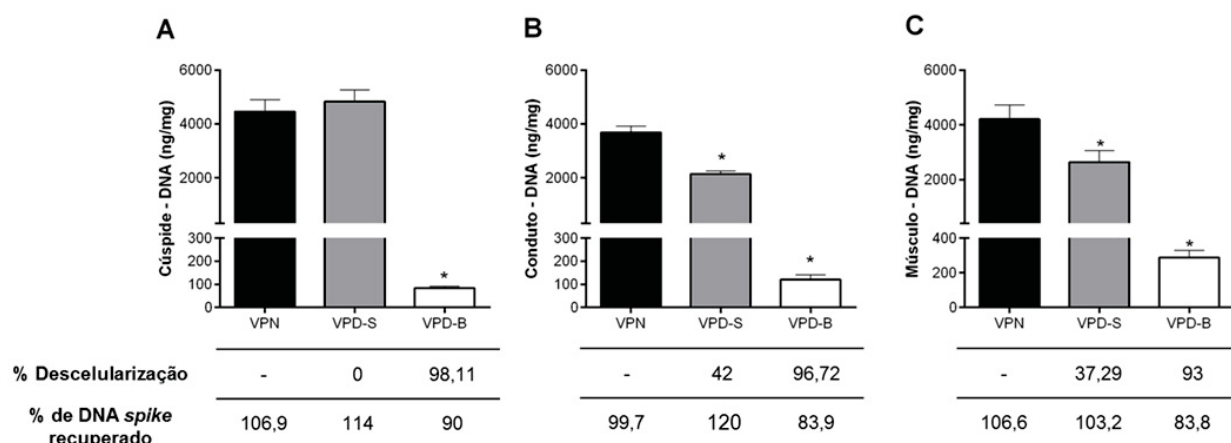 A
Cúspide - DNA (ng/mg)
6000
4000
2000
300
200
100
0
*
VPN VPD-S VPD-B
B
Conduto - DNA (ng/mg)
6000
4000
2000
300
200
100
0
*
*
VPN VPD-S VPD-B
C
Músculo - DNA (ng/mg)
6000
4000
2000
400
200
0
*
*
VPN VPD-S VPD-B
% Descelularização - 0 98,11 - 42 96,72 - 37,29 93
% de DNA spike
recuperado
106,9 114 90 99,7 120 83,9 106,6 103,2 83,8